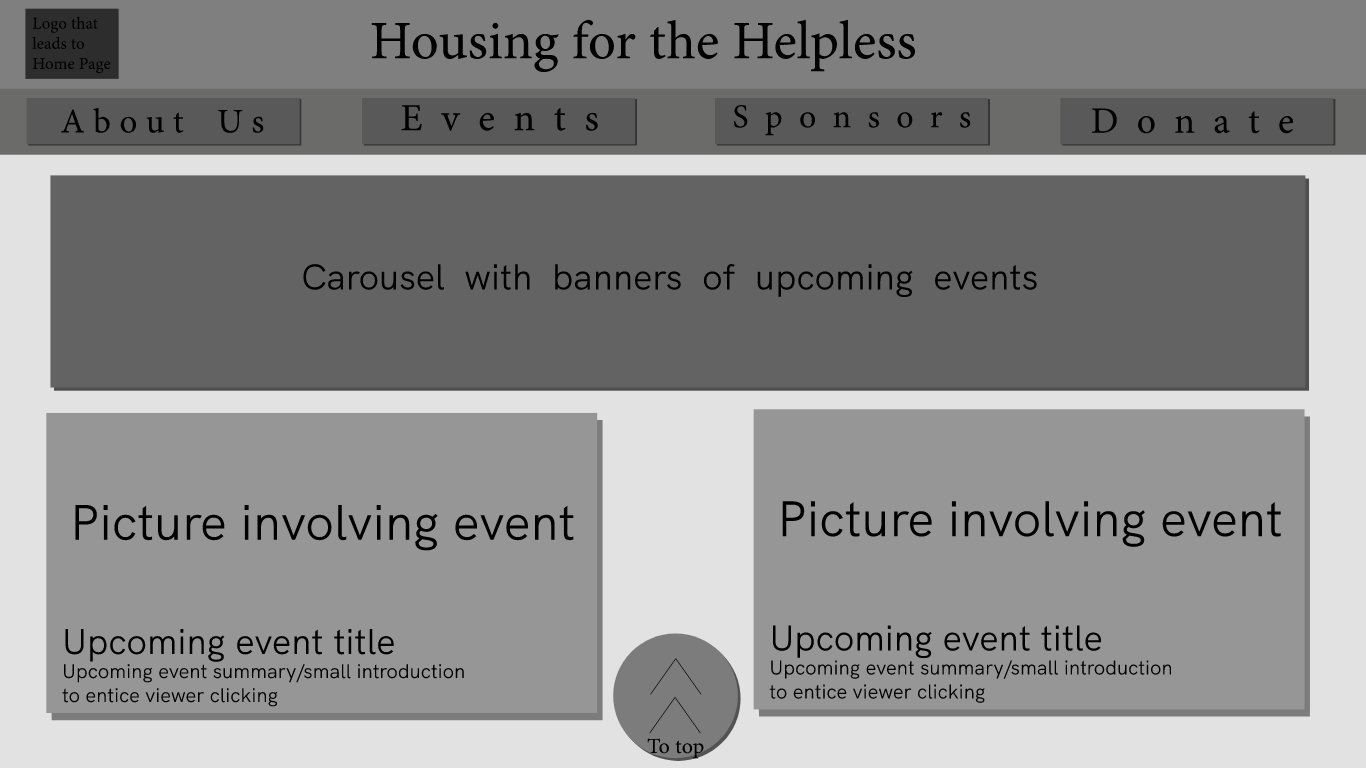 Logo that
leads to
Home Page
Housing for the Helpless
About Us
Events
Sponsors
Donate
Carousel with banners of upcoming events
Picture involving event
Upcoming event title
Upcoming event summary/small introduction
to entice viewer clicking
Picture involving event
Upcoming event title
Upcoming event summary/small introduction
to entice viewer clicking
To top